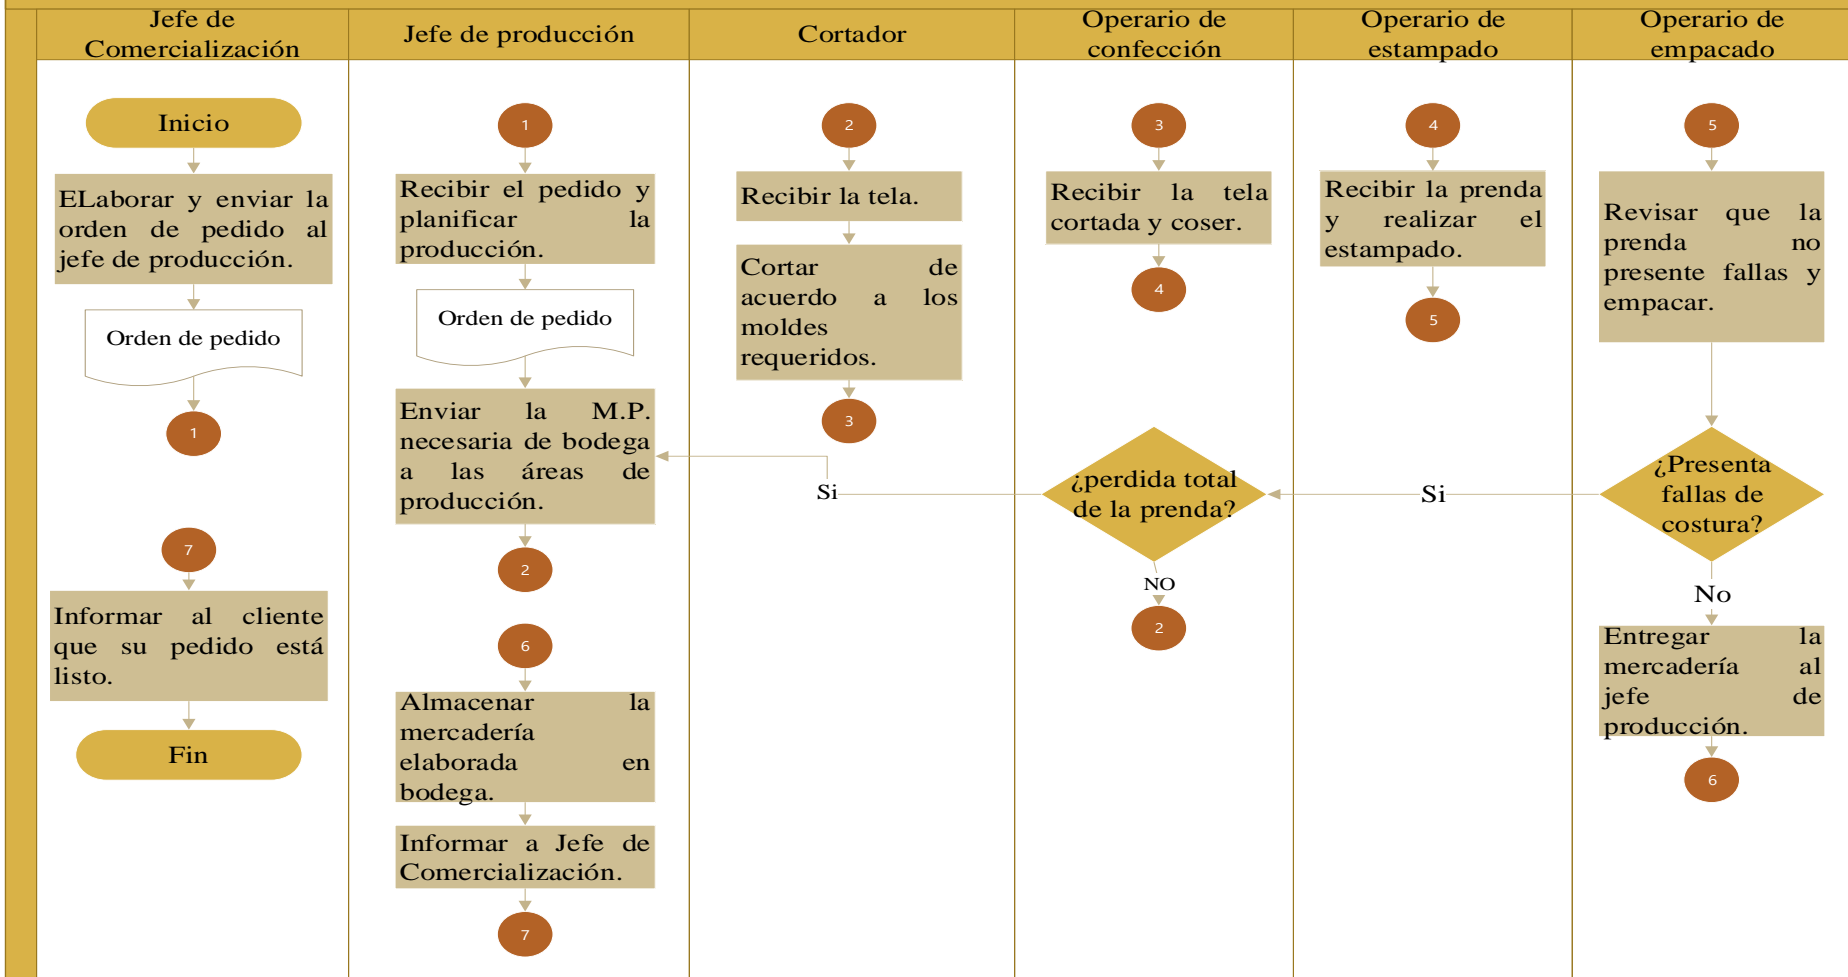 Jefe de
Comercialización
Jefe de producción
Cortador
Operario de
confección
Operario de
estampado
Operario de
empacado
Inicio
ELaborar y enviar la
orden de pedido al
jefe de producción.
Orden de pedido
1
7
Informar al cliente
que su pedido está
listo.
Fin
1
Recibir el pedido y
planificar la
producción.
Orden de pedido
Enviar la M.P.
necesaria de bodega
a las áreas de
producción.
2
6
Almacenar la
mercadería
elaborada en
bodega.
Informar a Jefe de
Comercialización.
7
2
Recibir la tela.
Cortar de
acuerdo a los
moldes
requeridos.
3
Si
3
Recibir la tela
cortada y coser.
4
¿perdida total
de la prenda?
NO
2
4
Recibir la prenda
y realizar el
estampado.
5
Si
5
Revisar que la
prenda no
presente fallas y
empacar.
¿Presenta
fallas de
costura?
No
Entregar la
mercadería al
jefe de
producción.
6